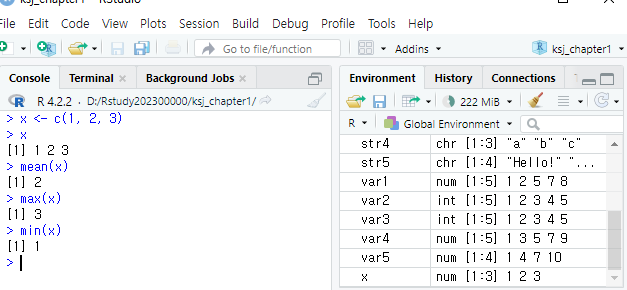 ksj_chapter1 - RStudio
File Edit Code View Plots Session Build Debug Profile Tools Help
Go to file/function Addins ksj_chapter1
Console Terminal Background Jobs
R 4.2.2 · D:/Rstudy202300000/ksj_chapter1/
> x <- c(1, 2, 3)
> x
[1] 1 2 3
> mean(x)
[1] 2
> max(x)
[1] 3
> min(x)
[1] 1
>
Environment History Connections
222 MiB
R Global Environment
str4 chr [1:3] "a" "b" "c"
str5 chr [1:4] "Hello!" "...
var1 num [1:5] 1 2 5 7 8
var2 int [1:5] 1 2 3 4 5
var3 int [1:5] 1 2 3 4 5
var4 num [1:5] 1 3 5 7 9
var5 num [1:4] 1 4 7 10
x num [1:3] 1 2 3